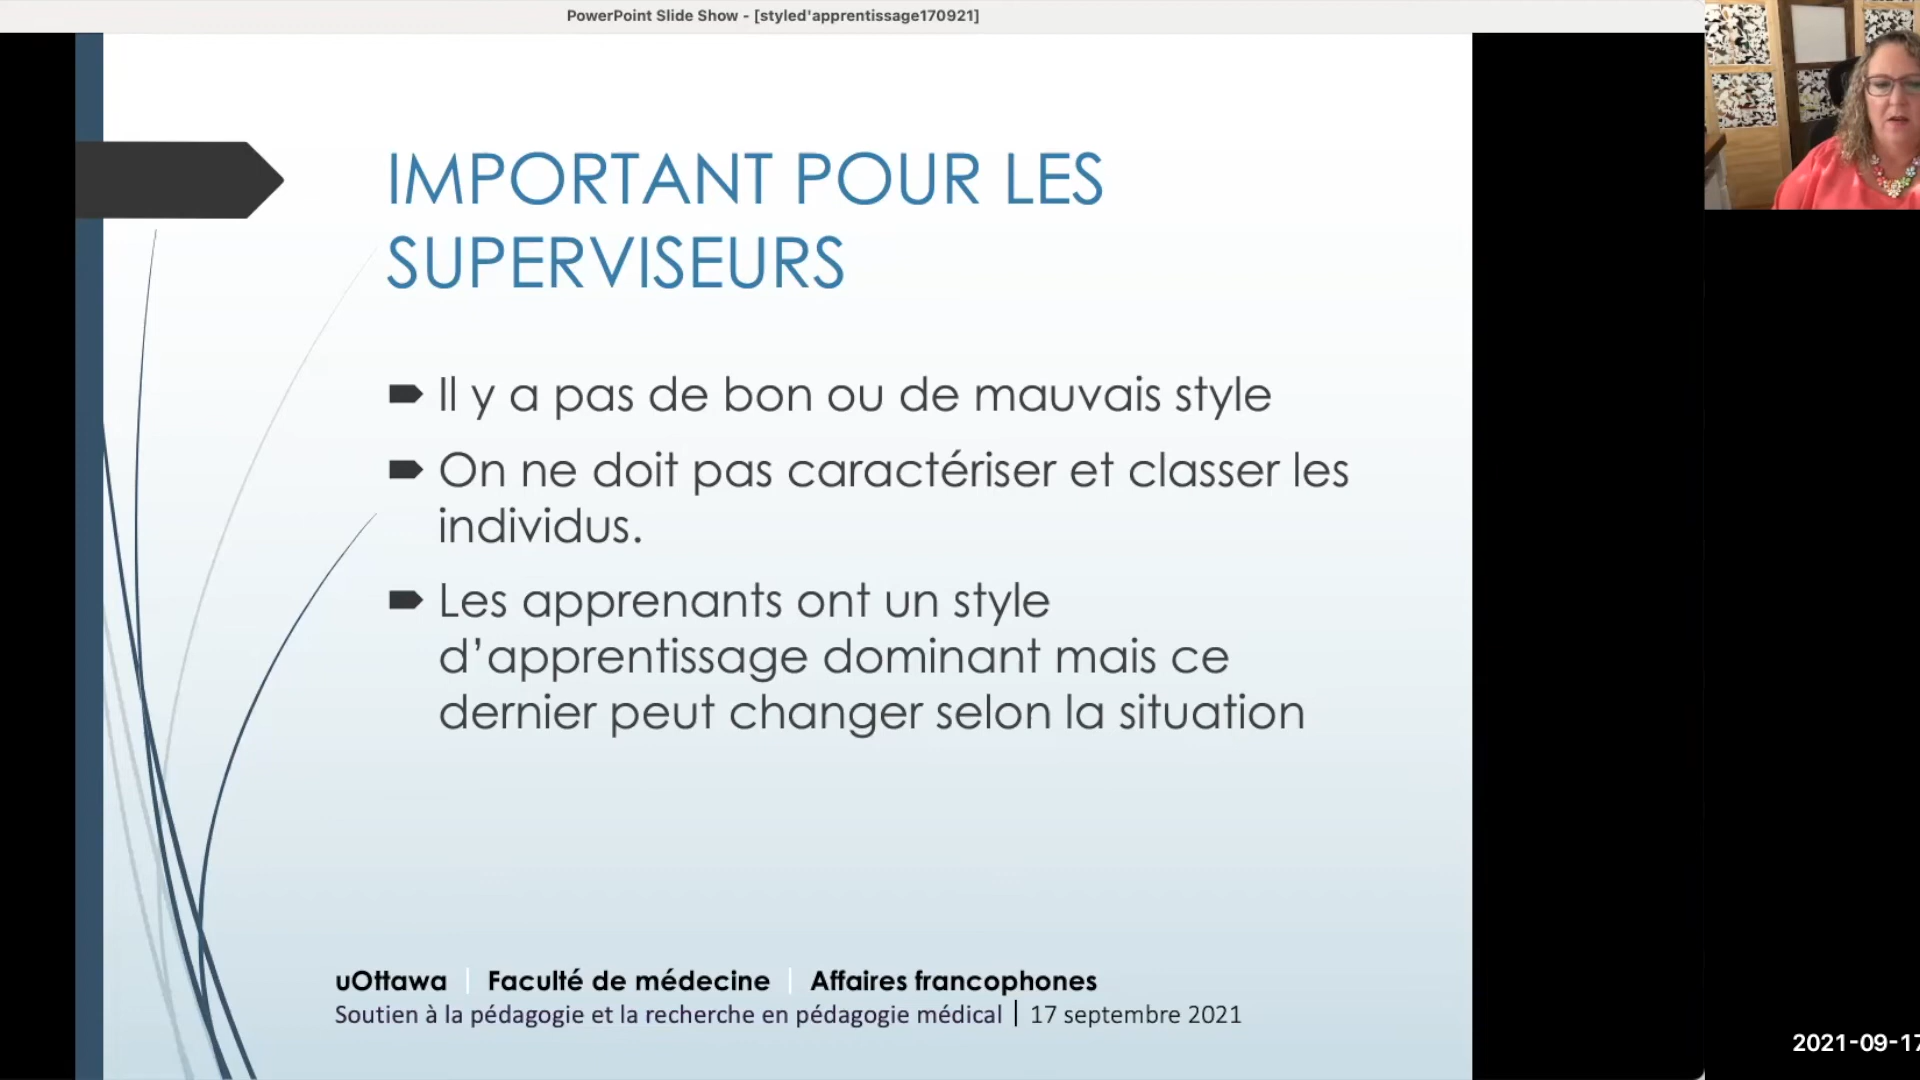 PowerPoint Slide Show - [styled'apprentissage170921]
IMPORTANT POUR LES
SUPERVISEURS
Il y a pas de bon ou de mauvais style
On ne doit pas caractériser et classer les
individus.
Les apprenants ont un style
d’apprentissage dominant mais ce
dernier peut changer selon la situation
uOttawa | Faculté de médecine | Affaires francophones
Soutien à la pédagogie et la recherche en pédagogie médical | 17 septembre 2021
2021-09-17